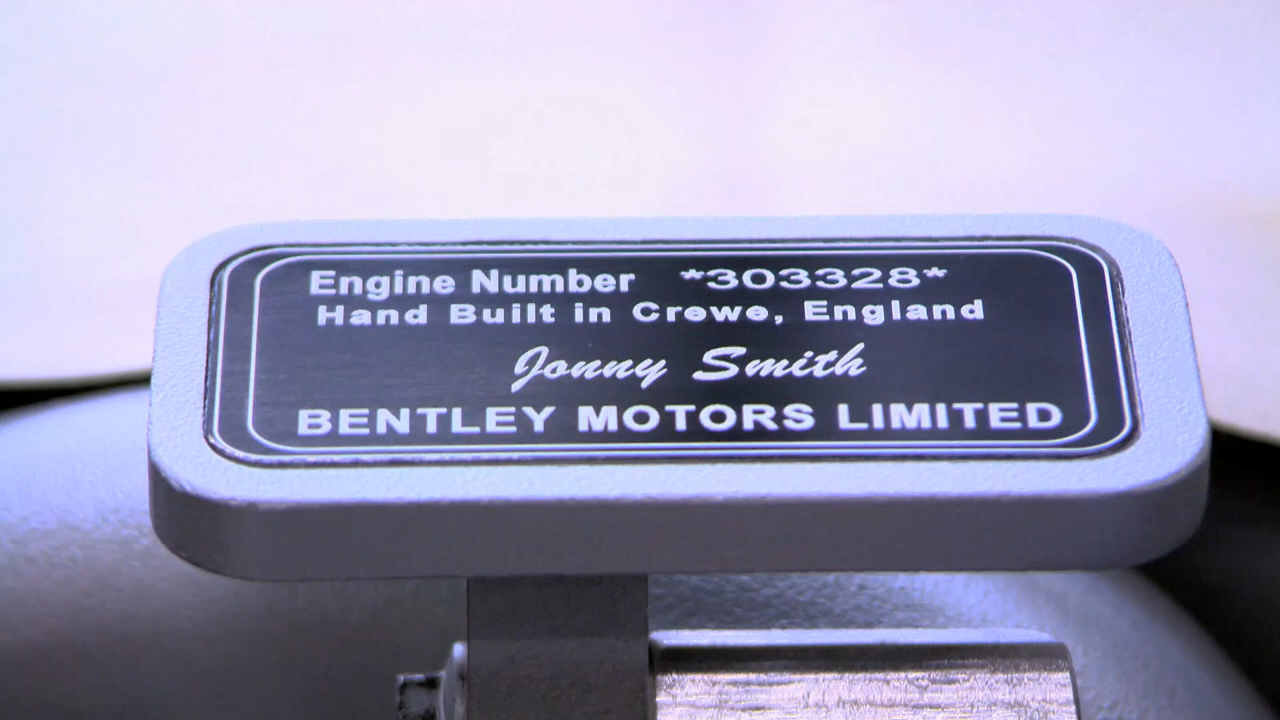 Engine Number *303328*
Hand Built in Crewe, England
Jonny Smith
BENTLEY MOTORS LIMITED